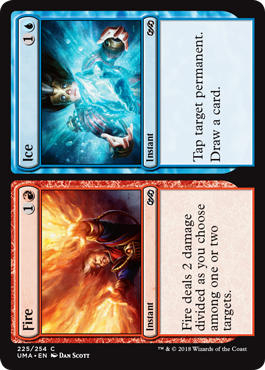 Fire
1
Instant
Fire deals 2 damage
divided as you choose
among one or two
targets.
Ice
1
Instant
Tap target permanent.
Draw a card.
225/254 C
UMA • EN Dan Scott
™ & © 2018 Wizards of the Coast